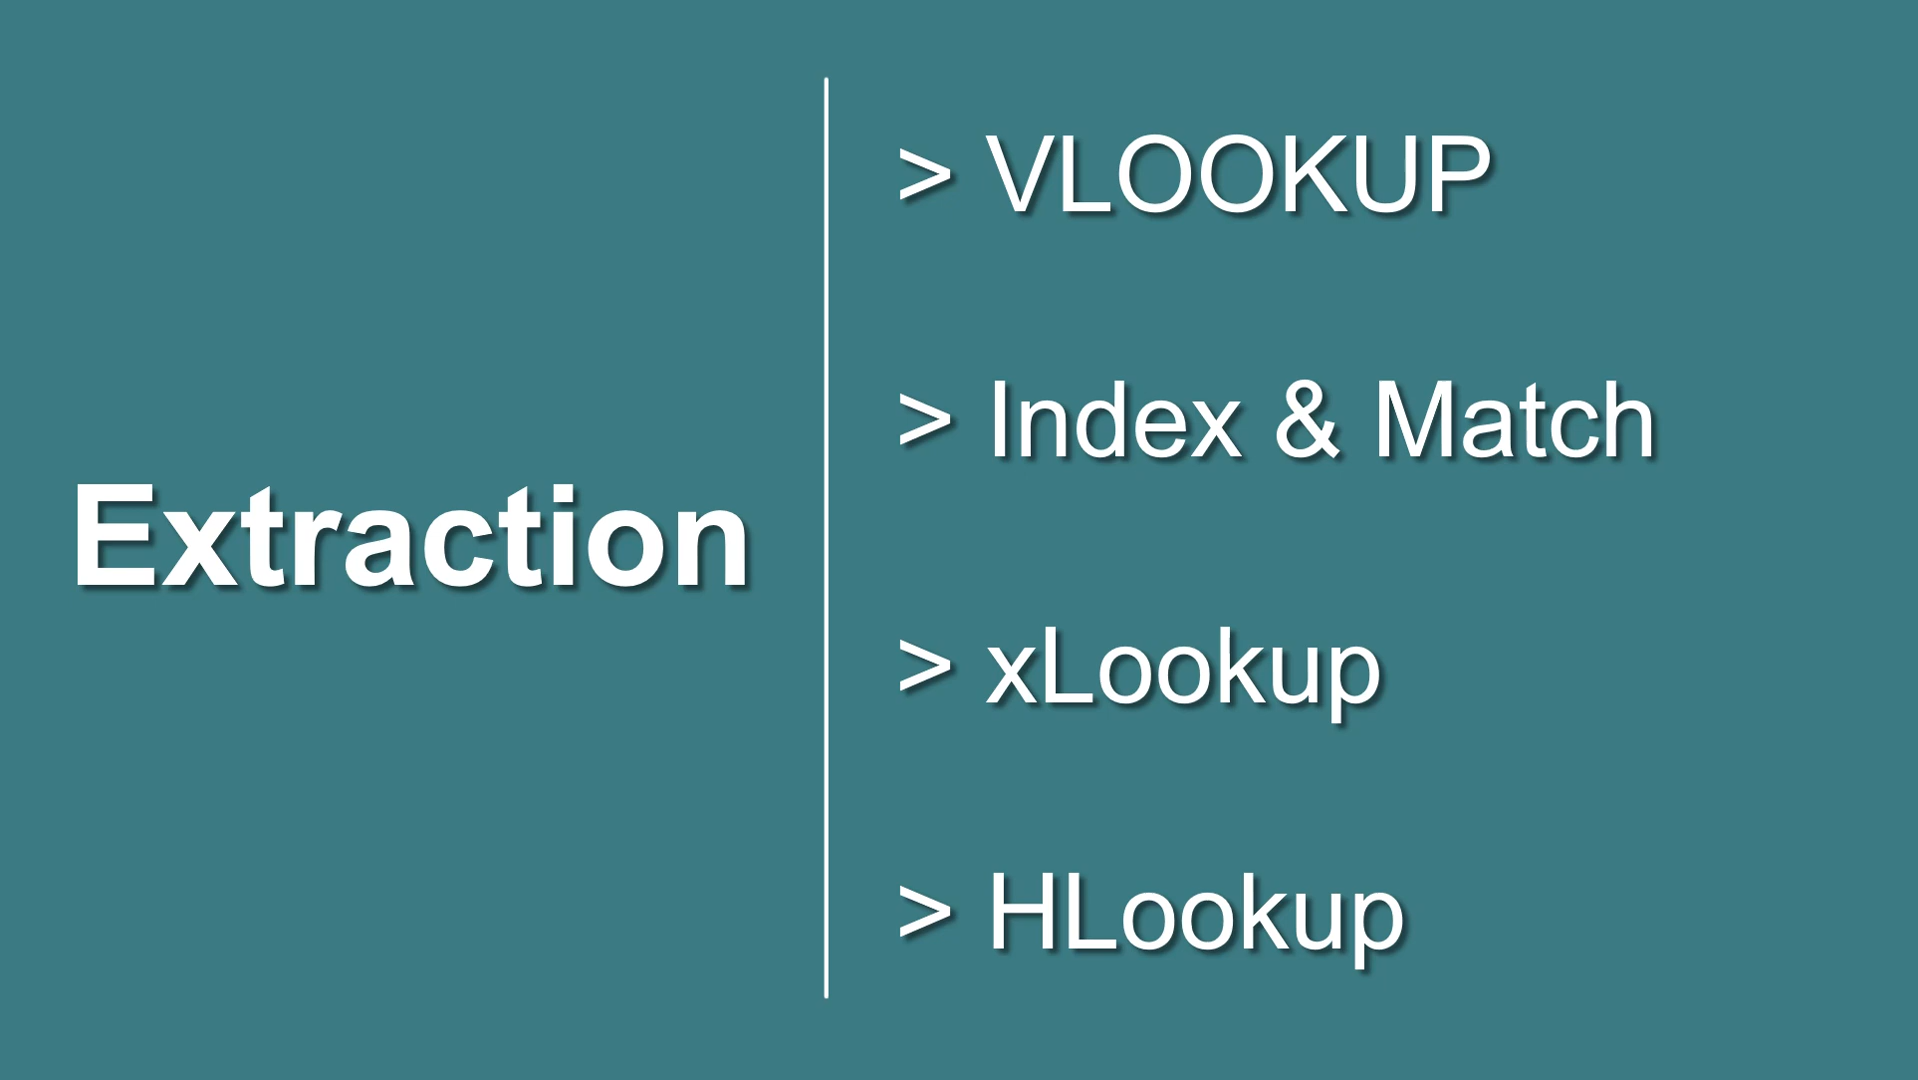 Extraction
> VLOOKUP
> Index & Match
> xLookup
> HLookup